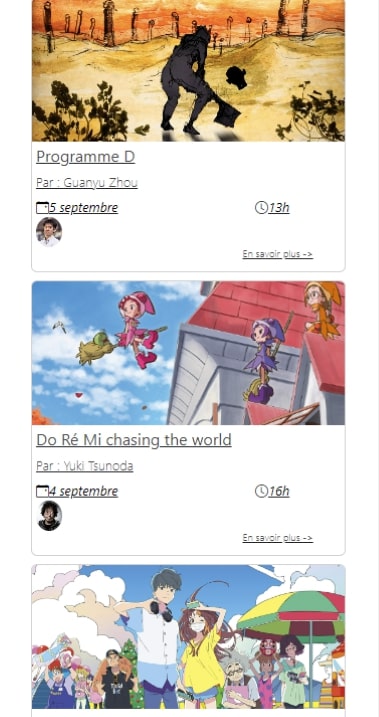 Programme D
Par : Guanyu Zhou
5 septembre 13h
En savoir plus ->
Do Ré Mi chasing the world
Par : Yuki Tsunoda
4 septembre 16h
En savoir plus ->